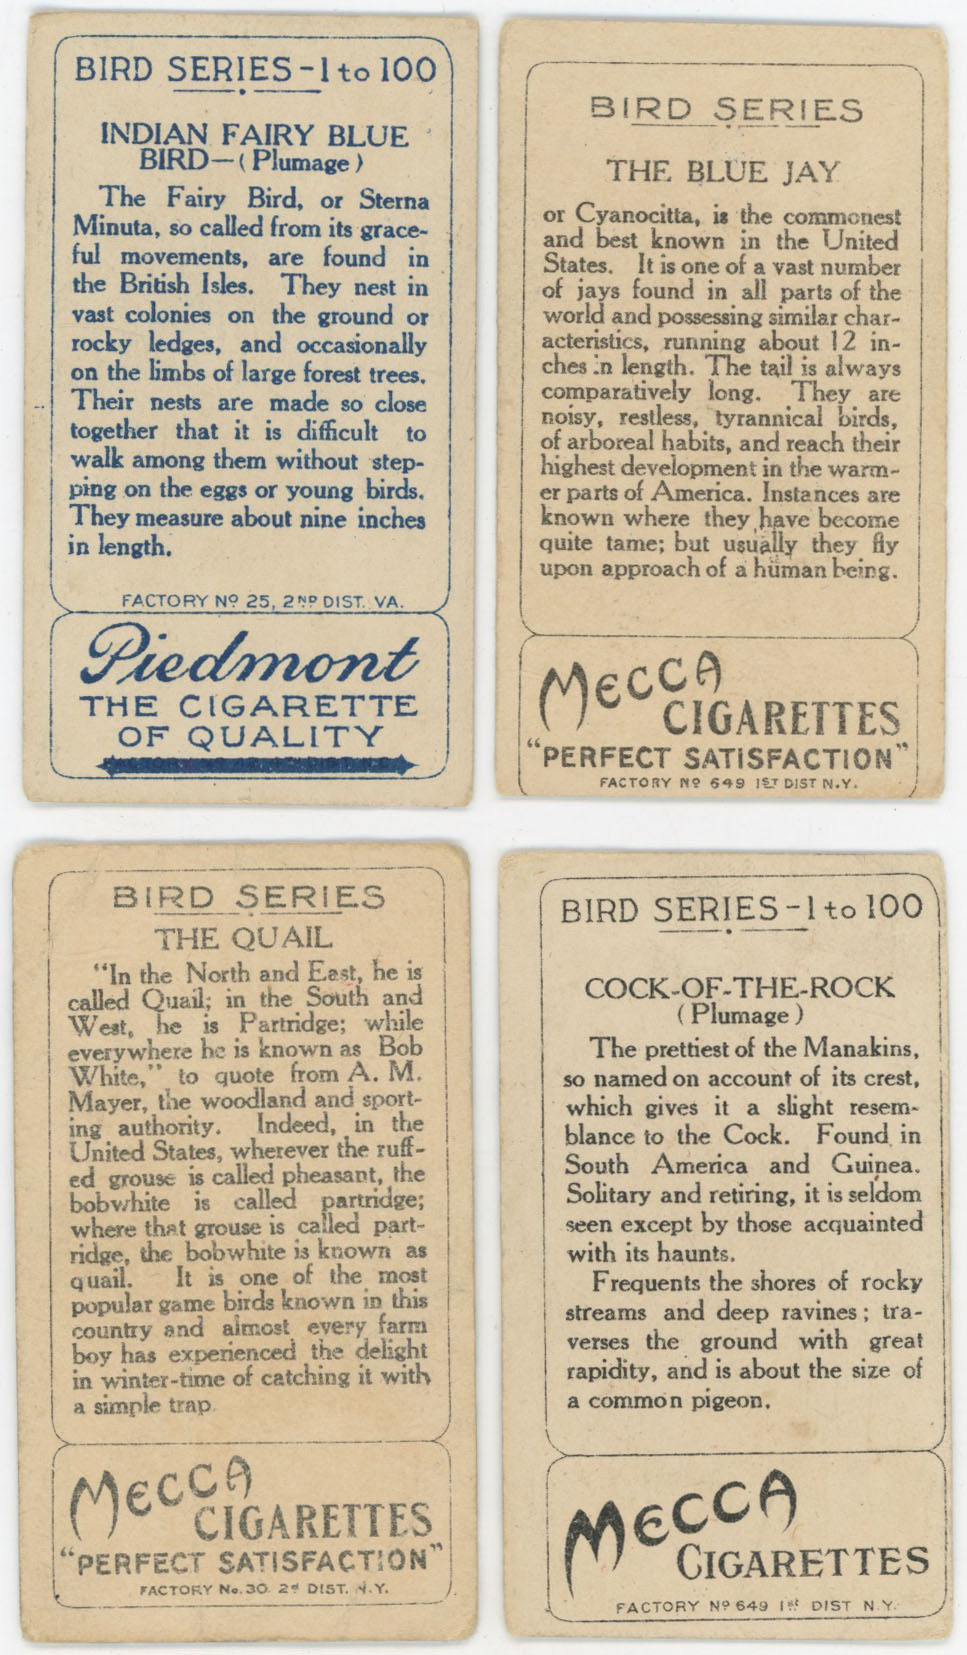 BIRD SERIES-1 to 100
INDIAN FAIRY BLUE
BIRD—(Plumage)
The Fairy Bird, or Sterna
Minuta, so called from its grace-
ful movements, are found in
the British Isles. They nest in
vast colonies on the ground or
rocky ledges, and occasionally
on the limbs of large forest trees.
Their nests are made so close
together that it is difficult to
walk among them without step-
ping on the eggs or young birds.
They measure about nine inches
in length.
FACTORY No 25, 2ND DIST. VA.
Piedmont
THE CIGARETTE
OF QUALITY
BIRD SERIES
THE BLUE JAY
or Cyanocitta, is the commonest
and best known in the United
States. It is one of a vast number
of jays found in all parts of the
world and possessing similar char-
acteristics, running about 12 in-
ches in length. The tail is always
comparatively long. They are
noisy, restless, tyrannical birds,
of arboreal habits, and reach their
highest development in the warm-
er parts of America. Instances are
known where they have become
quite tame; but usually they fly
upon approach of a human being.
MECCA
CIGARETTES
"PERFECT SATISFACTION"
FACTORY No 649 1ST DIST N.Y.
BIRD SERIES
THE QUAIL
"In the North and East, he is
called Quail; in the South and
West, he is Partridge; while
everywhere he is known as Bob
White," to quote from A. M.
Mayer, the woodland and sport-
ing authority. Indeed, in the
United States, wherever the ruff-
ed grouse is called pheasant, the
bobwhite is called partridge;
where that grouse is called part-
ridge, the bobwhite is known as
quail. It is one of the most
popular game birds known in this
country and almost every farm
boy has experienced the delight
in winter-time of catching it with
a simple trap.
MECCA
CIGARETTES
"PERFECT SATISFACTION"
FACTORY No. 30. 2d DIST. N.Y.
BIRD SERIES-1 to 100
COCK-OF-THE-ROCK
(Plumage)
The prettiest of the Manakins,
so named on account of its crest,
which gives it a slight resem-
blance to the Cock. Found in
South America and Guinea.
Solitary and retiring, it is seldom
seen except by those acquainted
with its haunts.
Frequents the shores of rocky
streams and deep ravines; tra-
verses the ground with great
rapidity, and is about the size of
a common pigeon.
MECCA
CIGARETTES
FACTORY No 649 1st DIST N.Y.